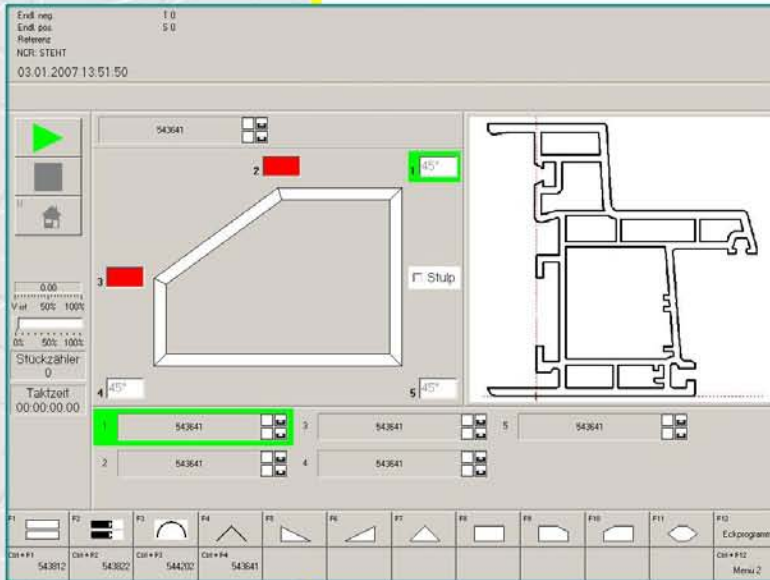 Endl. neg. 1 0
Endl. pos. 5 0
Referenz
NCR: STEHT
03.01.2007 13:51:50
543641
2
1 45°
3
Stulp
4 45°
5 45°
0.00
50% 100%
0% 50% 100%
Stückzähler
0
Taktzeit
00:00:00.00
1 543641
3 543641
5 543641
2 543641
4 543641
F1 F2 F3 F4 F5 F6 F7 F8 F9 F10 F11 F12
Eckprogramm
Ctrl + F1 Ctrl + F2 Ctrl + F3 Ctrl + F4 Ctrl + F12
543812 543822 544202 543641 Menü 2